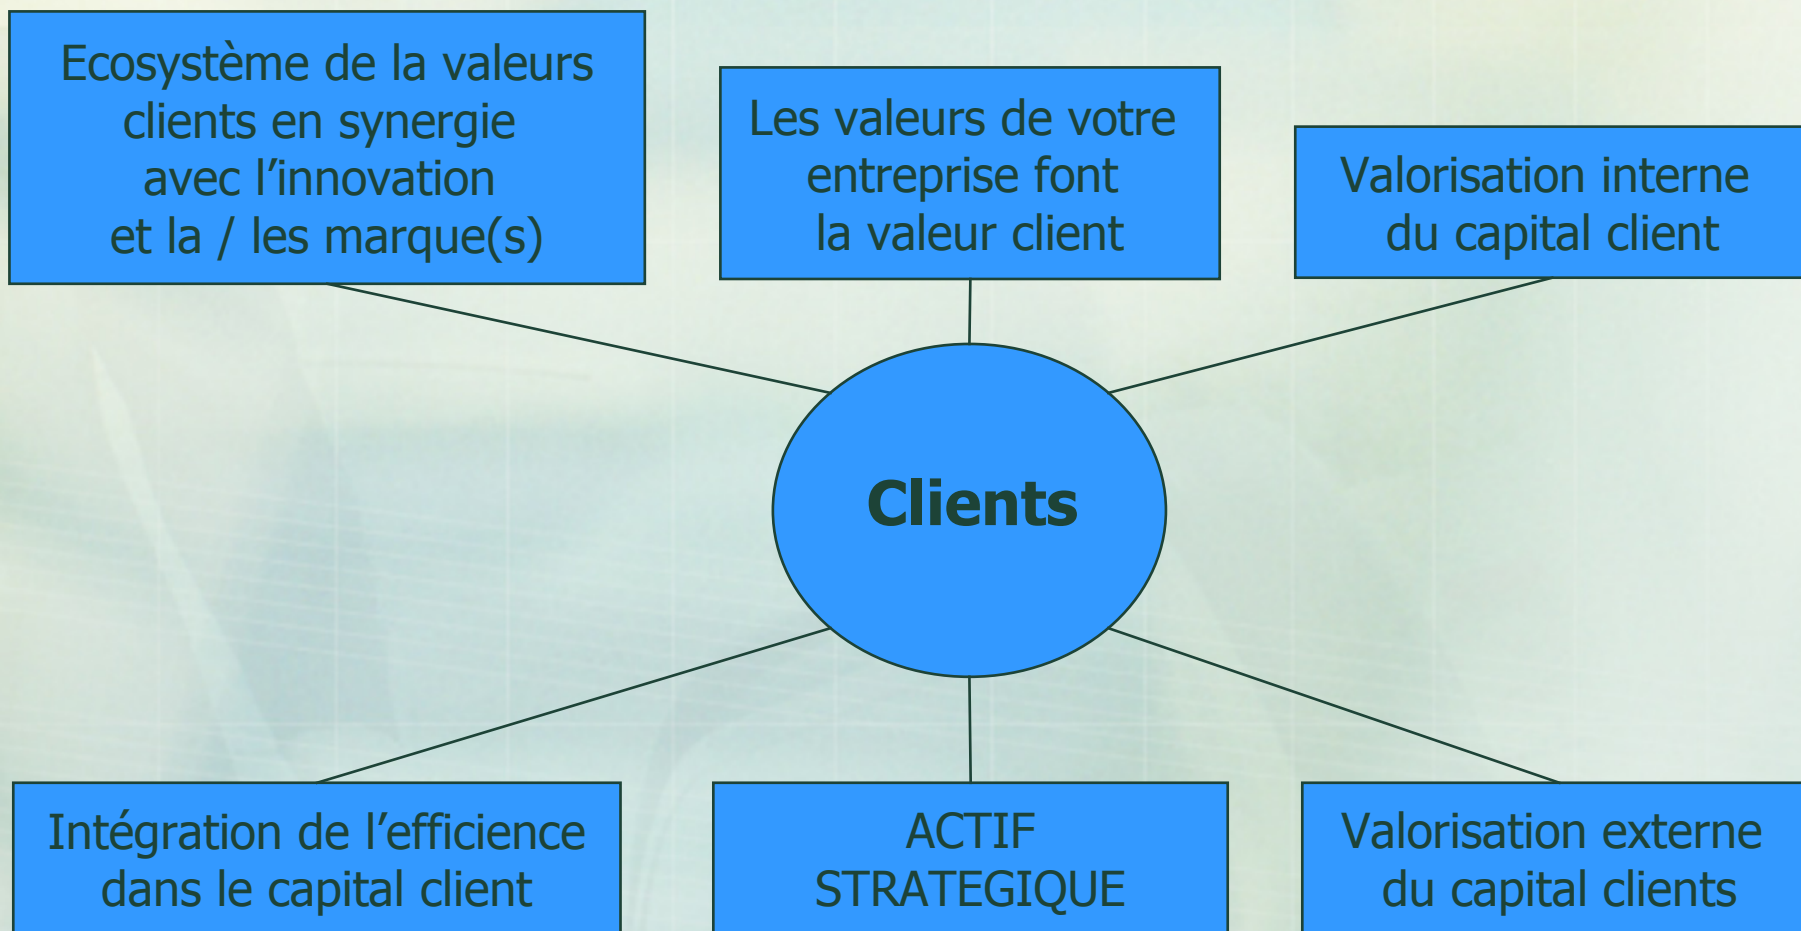 Ecosystème de la valeurs
clients en synergie
avec l’innovation
et la / les marque(s)
Les valeurs de votre
entreprise font
la valeur client
Valorisation interne
du capital client
Clients
Intégration de l’efficience
dans le capital client
ACTIF
STRATEGIQUE
Valorisation externe
du capital clients